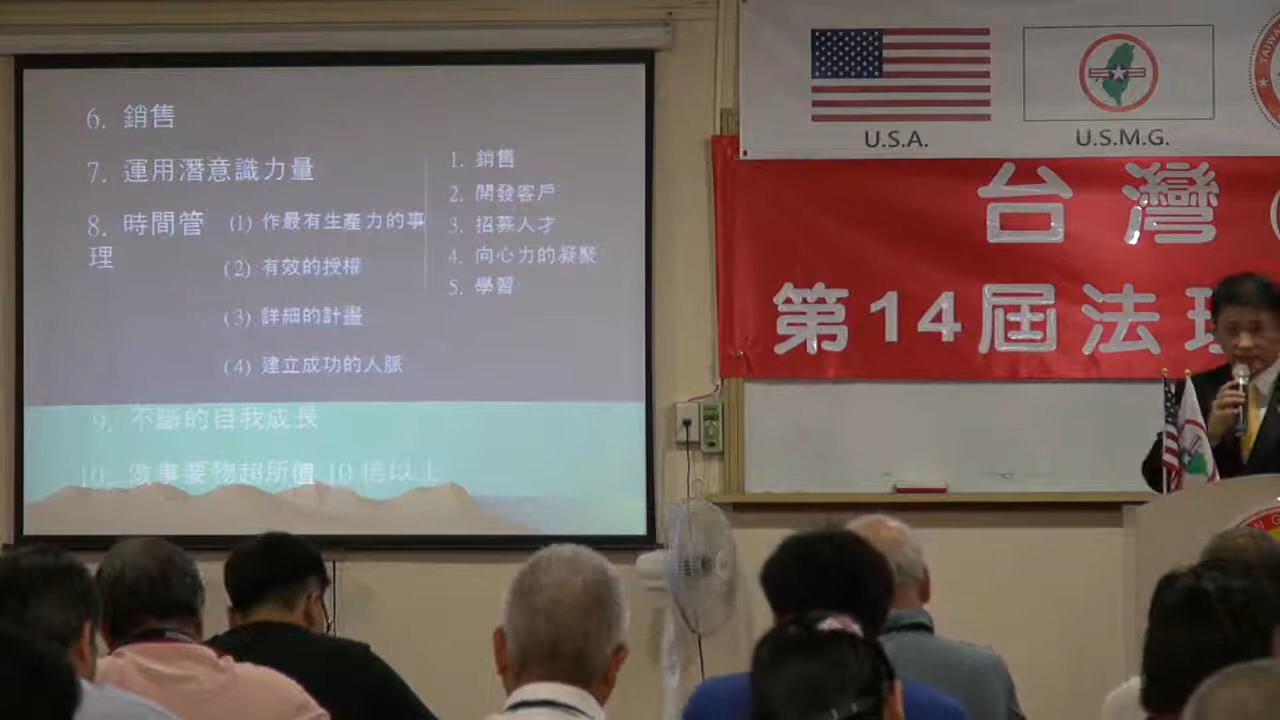 6. 銷售
7. 運用潛意識力量
8. 時間管理
(1) 作最有生產力的事
(2) 有效的授權
(3) 詳細的計畫
(4) 建立成功的人脈
1. 銷售
2. 開發客戶
3. 招募人才
4. 向心力的凝聚
5. 學習
9. 不斷的自我成長
10. 做事要物超所值 10 倍以上
U.S.A.
U.S.M.G.
TAIWAN
台灣
第14屆法理